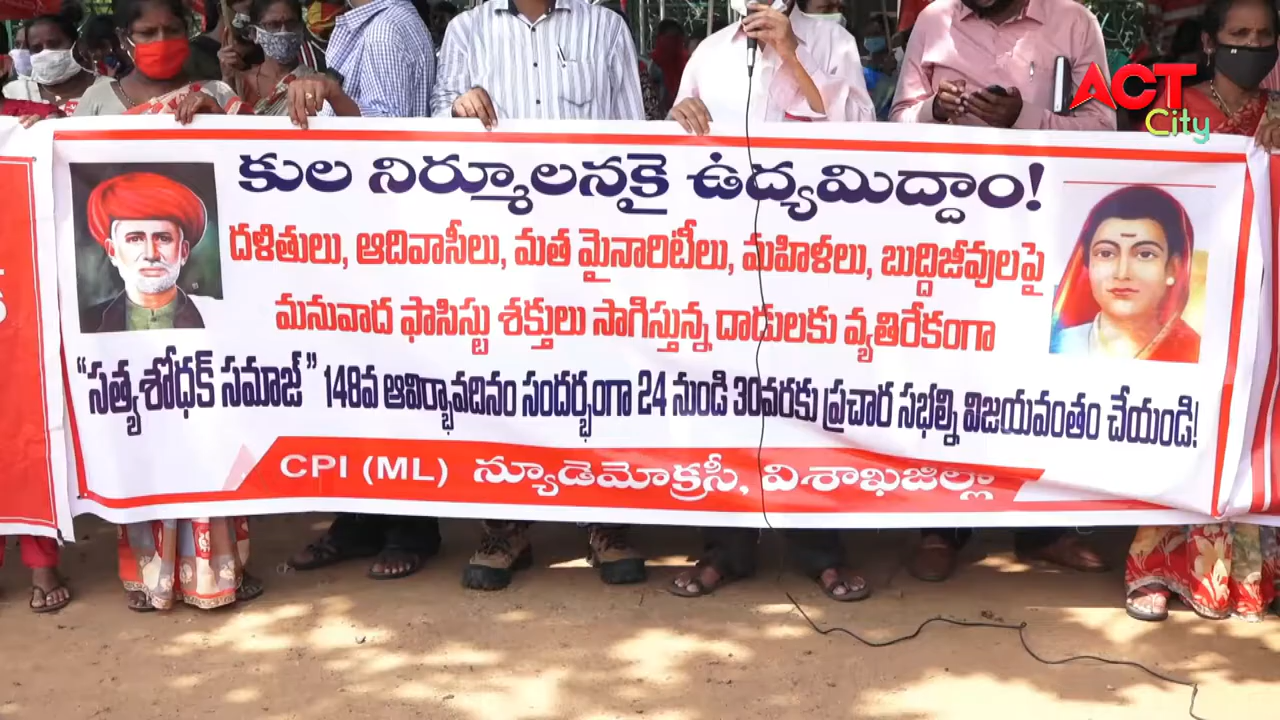 ACT
City
కుల నిర్మూలనకై ఉద్యమిద్దాం!
దళితులు, ఆదివాసీలు, మత మైనారిటీలు, మహిళలు, బుద్దిజీవులపై
మనువాద ఫాసిస్టు శక్తులు సాగిస్తున్న దాడులకు వ్యతిరేకంగా
"సత్యశోధక్ సమాజ్" 148వ ఆవిర్భావదినం సందర్భంగా 24 నుండి 30వరకు ప్రచార సభల్ని విజయవంతం చేయండి!
CPI (ML) న్యూడెమోక్రసీ, విశాఖజిల్లా